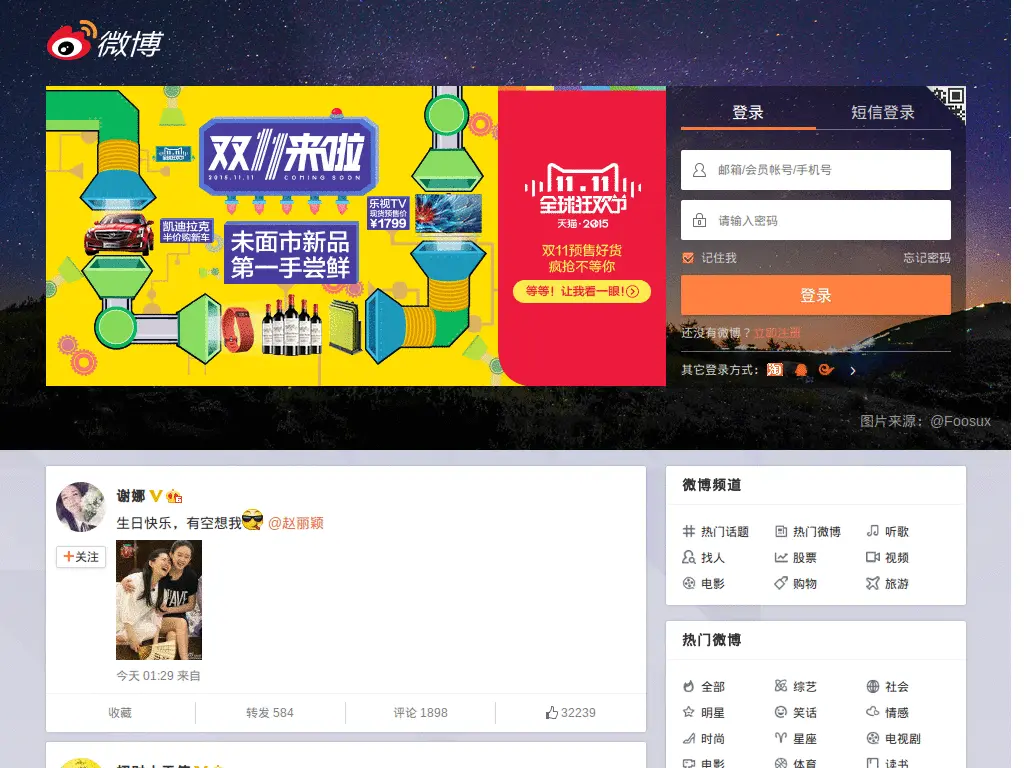 微博
双11来啦
2015.11.11 COMING SOON
凯迪拉克
半价购新车
乐视TV
现货预售价
¥1799
未面市新品
第一手尝鲜
11.11
全球狂欢节
天猫·2015
双11预售好货
疯抢不等你
等等！让我看一眼!
登录
短信登录
邮箱/会员帐号/手机号
请输入密码
记住我
忘记密码
登录
还没有微博？立即注册
其它登录方式：淘
图片来源：@Foosux
谢娜
生日快乐，有空想我 @赵丽颖
+关注
今天 01:29 来自
收藏
转发 584
评论 1898
32239
微博频道
热门话题 热门微博 听歌
找人 股票 视频
电影 购物 旅游
热门微博
全部 综艺 社会
明星 笑话 情感
时尚 星座 电视剧
电影 体育 读书